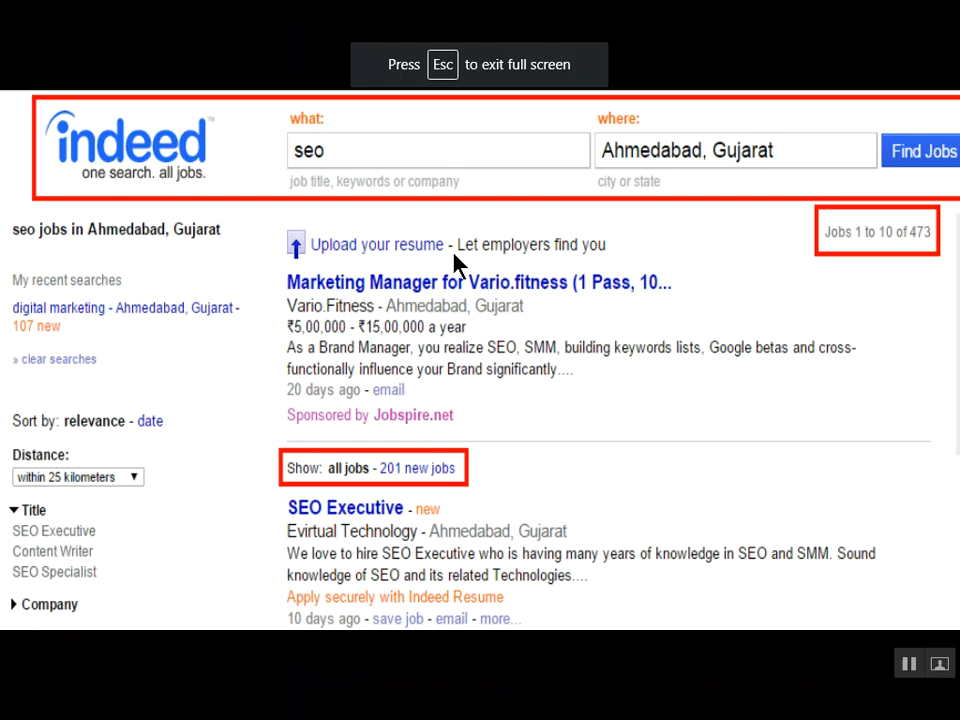 Press Esc to exit full screen
indeed™
one search. all jobs.
what:
where:
seo
Ahmedabad, Gujarat
Find Jobs
job title, keywords or company
city or state
seo jobs in Ahmedabad, Gujarat
Jobs 1 to 10 of 473
Upload your resume - Let employers find you
My recent searches
digital marketing - Ahmedabad, Gujarat -
107 new
» clear searches
Marketing Manager for Vario.fitness (1 Pass, 10...
Vario.Fitness - Ahmedabad, Gujarat
₹5,00,000 - ₹15,00,000 a year
As a Brand Manager, you realize SEO, SMM, building keywords lists, Google betas and cross-
functionally influence your Brand significantly....
20 days ago - email
Sponsored by Jobspire.net
Sort by: relevance - date
Distance:
within 25 kilometers
Title
SEO Executive
Content Writer
SEO Specialist
Company
Show: all jobs - 201 new jobs
SEO Executive - new
Evirtual Technology - Ahmedabad, Gujarat
We love to hire SEO Executive who is having many years of knowledge in SEO and SMM. Sound
knowledge of SEO and its related Technologies....
Apply securely with Indeed Resume
10 days ago - save job - email - more...